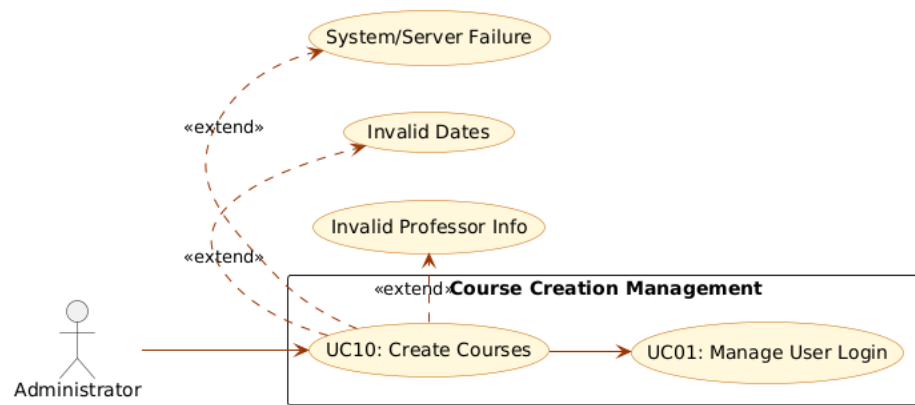 System/Server Failure
«extend»
Invalid Dates
Invalid Professor Info
«extend»
«extend»
Course Creation Management
UC10: Create Courses
UC01: Manage User Login
Administrator